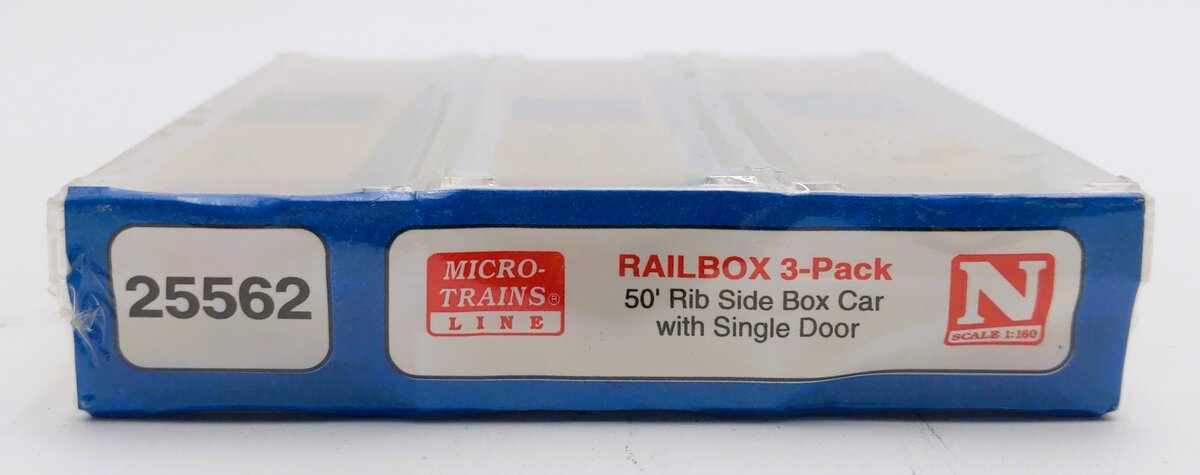 25562
MICRO-
TRAINS®
LINE
RAILBOX 3-Pack
50' Rib Side Box Car
with Single Door
N
SCALE 1:160